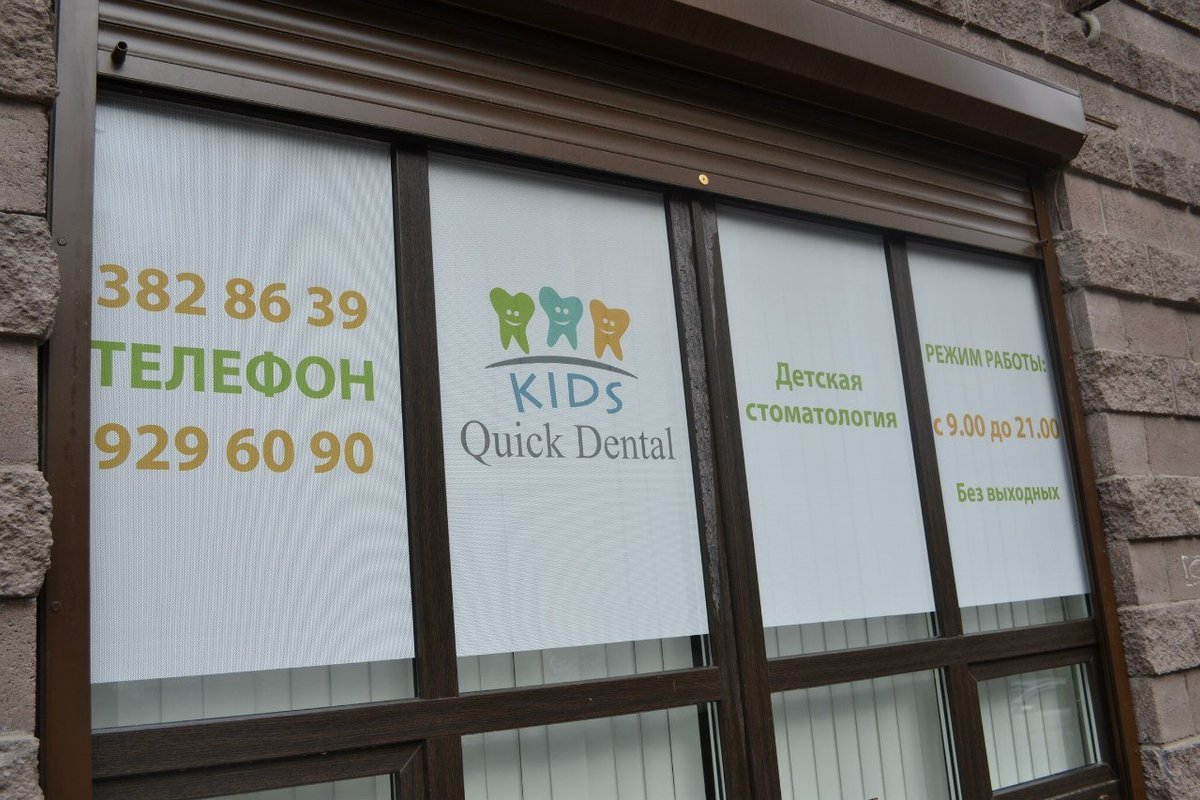 382 86 39
ТЕЛЕФОН
929 60 90
KIDS
Quick Dental
Детская
стоматология
РЕЖИМ РАБОТЫ:
с 9.00 до 21.00
Без выходных